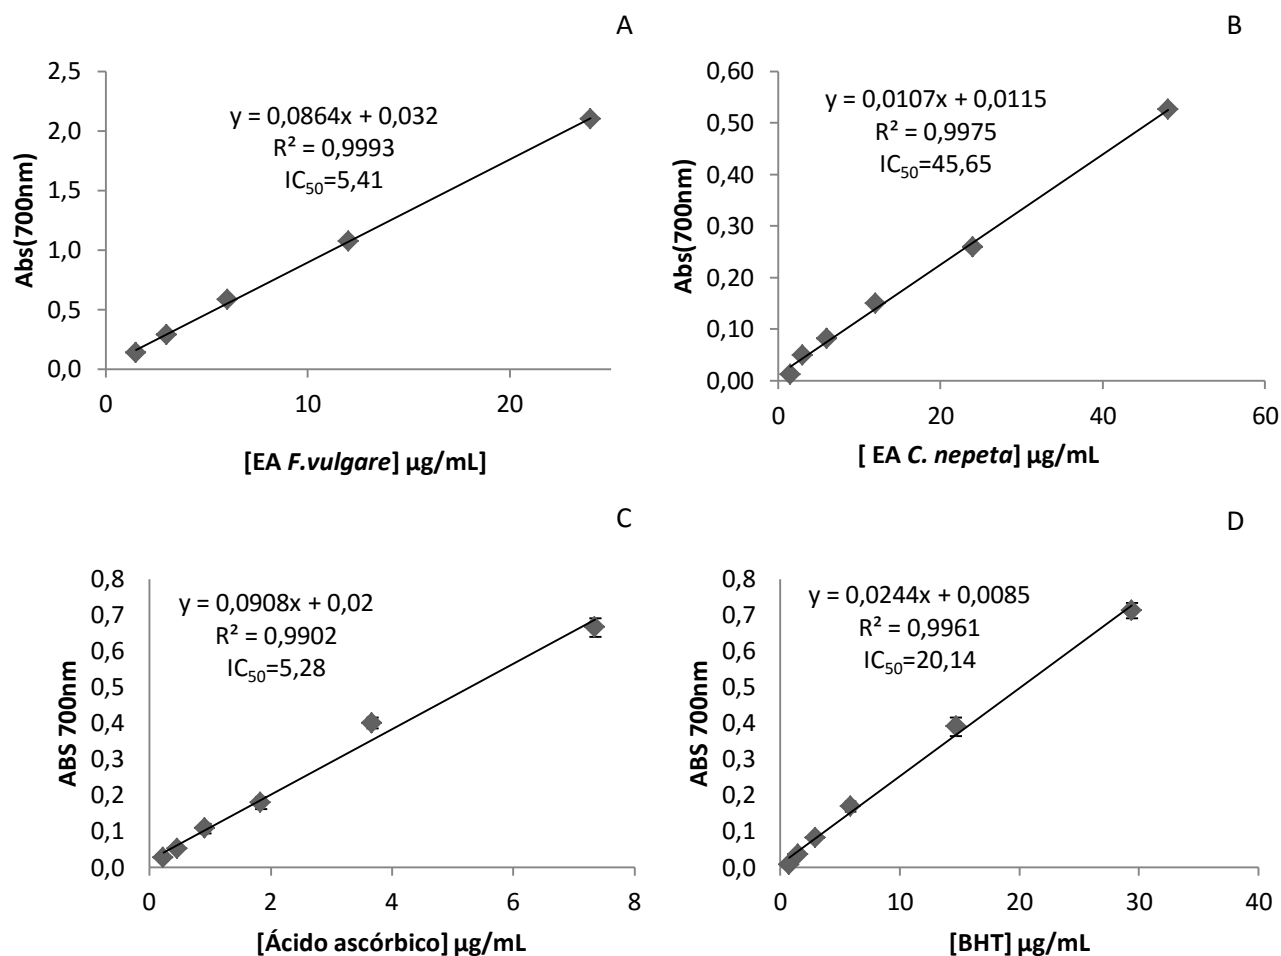 A
2,5
2,0
1,5
1,0
0,5
0,0
y = 0,0864x + 0,032
R² = 0,9993
IC₅₀=5,41
Abs(700nm)
0
10
20
[EA F.vulgare] µg/mL]
B
0,60
0,50
0,40
0,30
0,20
0,10
0,00
y = 0,0107x + 0,0115
R² = 0,9975
IC₅₀=45,65
Abs(700nm)
0
20
40
60
[ EA C. nepeta] µg/mL
C
0,8
0,7
0,6
0,5
0,4
0,3
0,2
0,1
0,0
y = 0,0908x + 0,02
R² = 0,9902
IC₅₀=5,28
ABS 700nm
0
2
4
6
8
[Ácido ascórbico] µg/mL
D
0,8
0,7
0,6
0,5
0,4
0,3
0,2
0,1
0,0
y = 0,0244x + 0,0085
R² = 0,9961
IC₅₀=20,14
ABS 700nm
0
10
20
30
40
[BHT] µg/mL